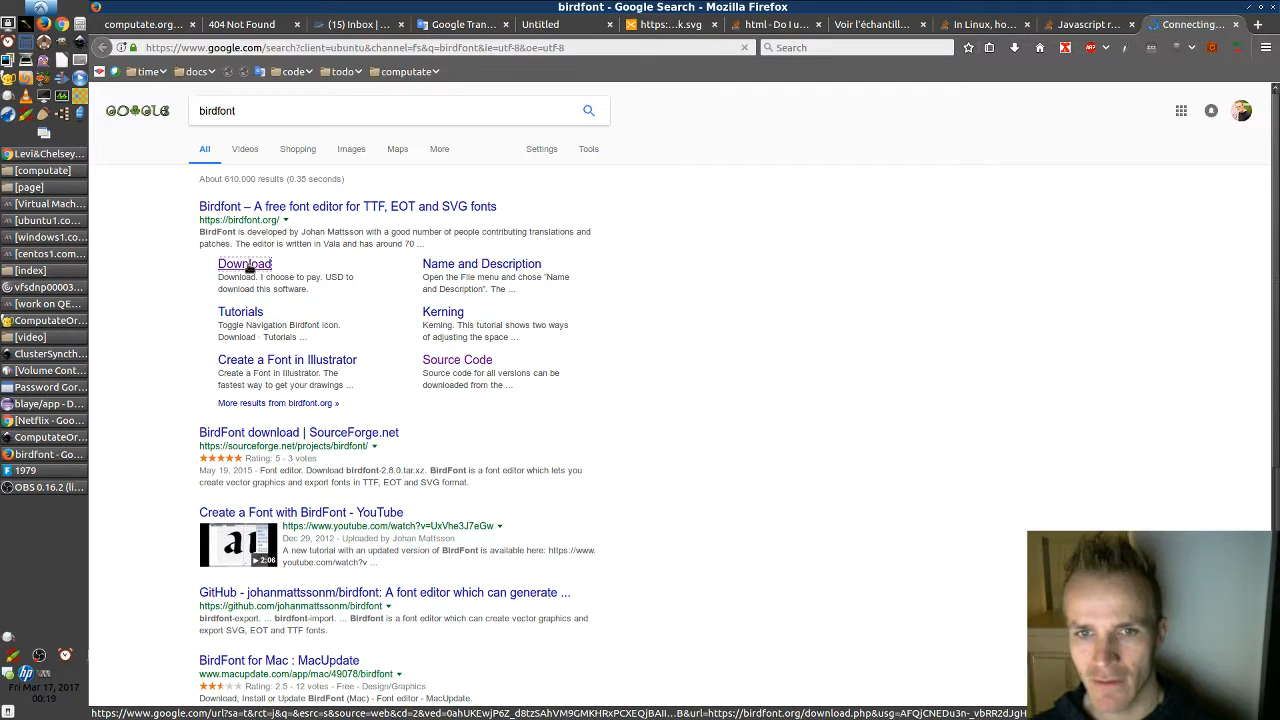 birdfont - Google Search - Mozilla Firefox
computate.org...
404 Not Found
(15) Inbox |...
Google Tran...
Untitled
https:...k.svg
html - Do I u...
Voir l'échantill...
In Linux, ho...
Javascript r...
Connecting...
https://www.google.com/search?client=ubuntu&channel=fs&q=birdfont&ie=utf-8&oe=utf-8
Search
time
docs
code
todo
computate
GOOGLE
birdfont
All
Videos
Shopping
Images
Maps
More
Settings
Tools
About 610,000 results (0.35 seconds)
Birdfont – A free font editor for TTF, EOT and SVG fonts
https://birdfont.org/
BirdFont is developed by Johan Mattsson with a good number of people contributing translations and
patches. The editor is written in Vala and has around 70 ...
Download
Download. I choose to pay. USD to
download this software.
Name and Description
Open the File menu and chose "Name
and Description". The ...
Tutorials
Toggle Navigation Birdfont icon.
Download · Tutorials ...
Kerning
Kerning. This tutorial shows two ways
of adjusting the space ...
Create a Font in Illustrator
Create a Font in Illustrator. The
fastest way to get your drawings ...
Source Code
Source code for all versions can be
downloaded from the ...
More results from birdfont.org »
BirdFont download | SourceForge.net
https://sourceforge.net/projects/birdfont/
Rating: 5 - 3 votes
May 19, 2015 - Font editor. Download birdfont-2.8.0.tar.xz. BirdFont is a font editor which lets you
create vector graphics and export fonts in TTF, EOT and SVG format.
Create a Font with BirdFont - YouTube
https://www.youtube.com/watch?v=UxVhe3J7eGw
Dec 29, 2012 - Uploaded by Johan Mattsson
A new tutorial with an updated version of BirdFont is available here: https://www.
youtube.com/watch?v ...
2:06
GitHub - johanmattssonm/birdfont: A font editor which can generate ...
https://github.com/johanmattssonm/birdfont
birdfont-export. ... birdfont-import. ... Birdfont is a font editor which can create vector graphics and
export SVG, EOT and TTF fonts.
BirdFont for Mac : MacUpdate
www.macupdate.com/app/mac/49078/birdfont
Rating: 2.5 - 12 votes - Free - Design/Graphics
Download, Install or Update BirdFont (Mac) - Font editor - MacUpdate.
Levi&Chelsey...
[computate]
[page]
[Virtual Mach...
[ubuntu1.co...
[windows1.co...
[centos1.com...
[index]
vfsdnp00003...
[work on QE...
ComputateOr...
[video]
ClusterSyncth...
[Volume Cont...
Password Gor...
blaye/app - D...
[Netflix - Goo...
ComputateOr...
birdfont - Go...
1979
OBS 0.16.2 (li...
Fri Mar 17, 2017
00:19